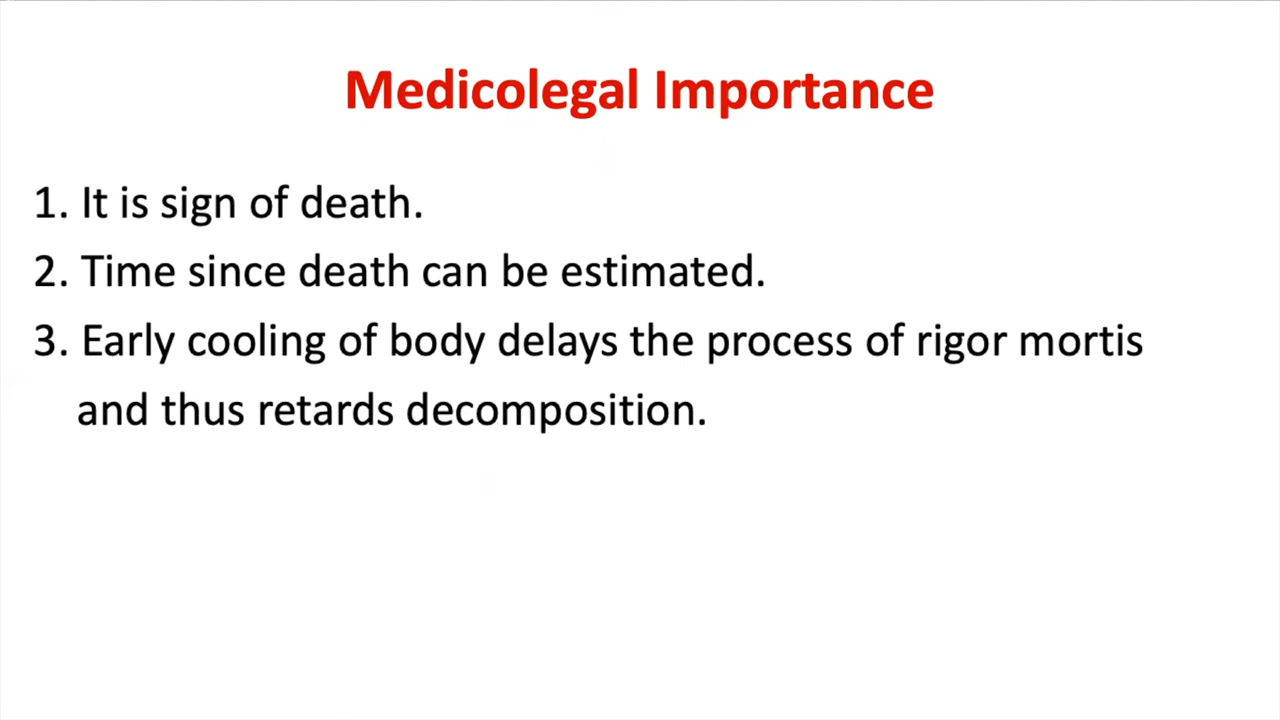 Medicolegal Importance
1. It is sign of death.
2. Time since death can be estimated.
3. Early cooling of body delays the process of rigor mortis
and thus retards decomposition.